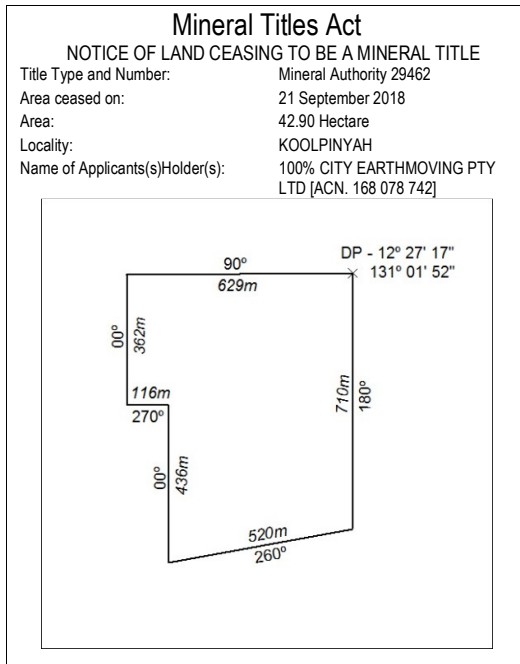 Mineral Titles Act
NOTICE OF LAND CEASING TO BE A MINERAL TITLE
Title Type and Number: Mineral Authority 29462
Area ceased on: 21 September 2018
Area: 42.90 Hectare
Locality: KOOLPINYAH
Name of Applicants(s)Holder(s): 100% CITY EARTHMOVING PTY
LTD [ACN. 168 078 742]
DP - 12° 27' 17"
131° 01' 52"
90°
629m
00°
362m
116m
270°
710m
180°
00°
436m
520m
260°